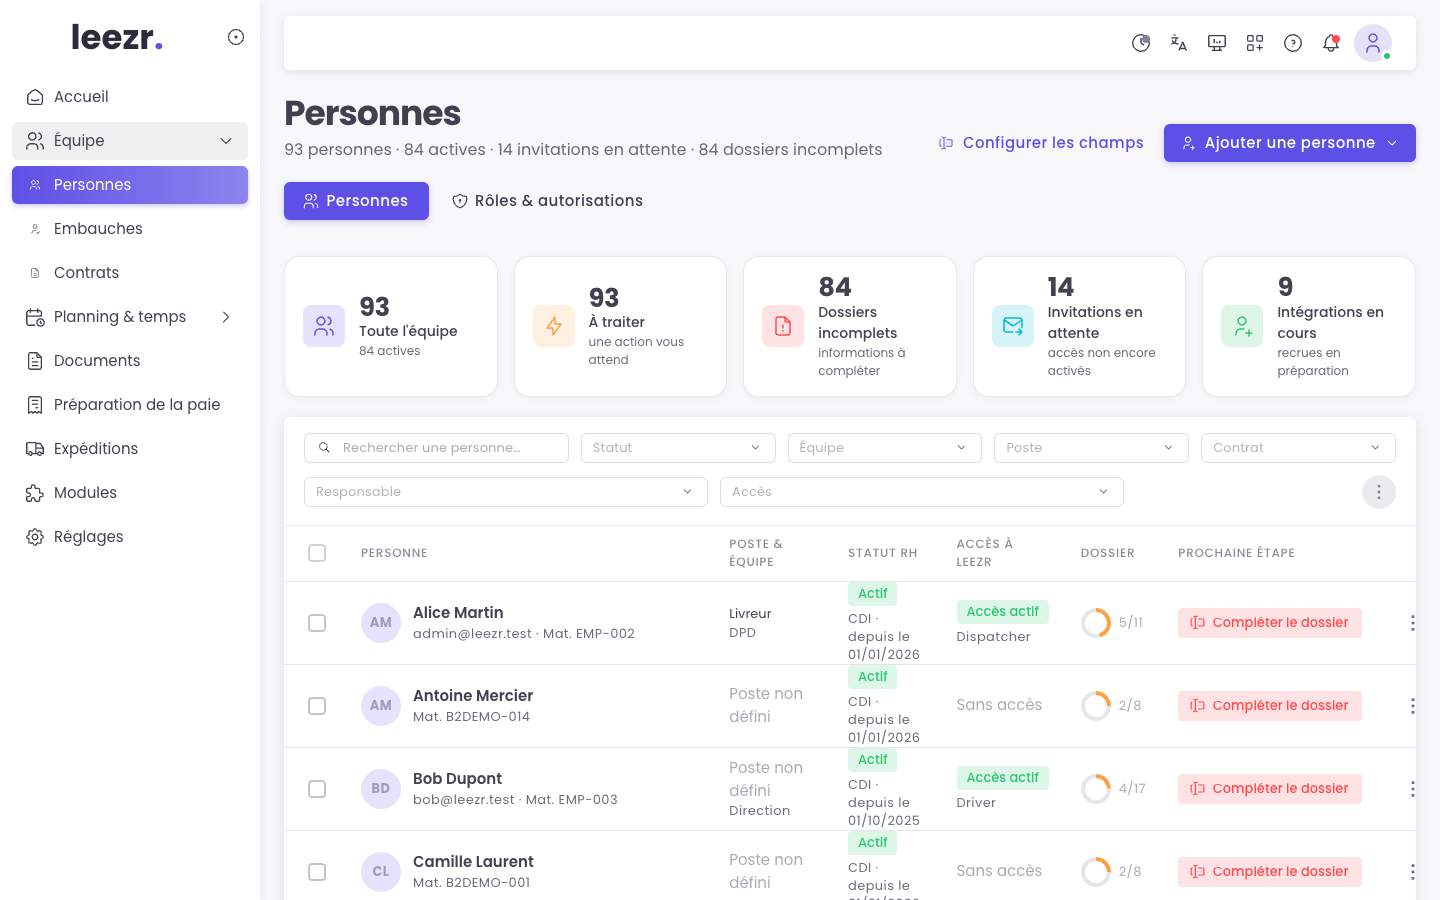 leezr.
Accueil
Équipe
Personnes
Embauches
Contrats
Planning & temps
Documents
Préparation de la paie
Expéditions
Modules
Réglages
Personnes
93 personnes · 84 actives · 14 invitations en attente · 84 dossiers incomplets
Configurer les champs
Ajouter une personne
Personnes
Rôles & autorisations
93
Toute l'équipe
84 actives
93
À traiter
une action vous
attend
84
Dossiers
incomplets
informations à
compléter
14
Invitations en
attente
accès non encore
activés
9
Intégrations en
cours
recrues en
préparation
Rechercher une personne...
Statut
Équipe
Poste
Contrat
Responsable
Accès
PERSONNE
POSTE &
ÉQUIPE
STATUT RH
ACCÈS À
LEEZR
DOSSIER
PROCHAINE ÉTAPE
AM
Alice Martin
admin@leezr.test · Mat. EMP-002
Livreur
DPD
Actif
CDI ·
depuis le
01/01/2026
Accès actif
Dispatcher
5/11
Compléter le dossier
AM
Antoine Mercier
Mat. B2DEMO-014
Poste non
défini
Actif
CDI ·
depuis le
01/01/2026
Sans accès
2/8
Compléter le dossier
BD
Bob Dupont
bob@leezr.test · Mat. EMP-003
Poste non
défini
Direction
Actif
CDI ·
depuis le
01/10/2025
Accès actif
Driver
4/17
Compléter le dossier
CL
Camille Laurent
Mat. B2DEMO-001
Poste non
défini
Actif
CDI ·
depuis le
Sans accès
2/8
Compléter le dossier